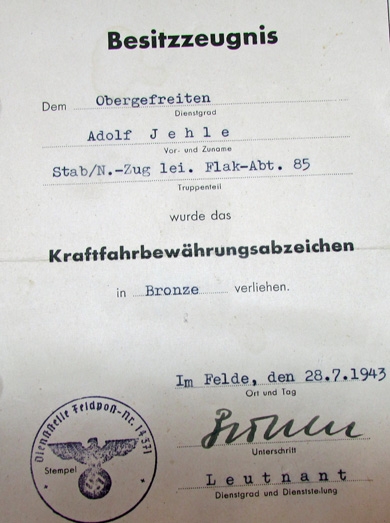 Besitzzeugnis
Dem Obergefreiten
Dienstgrad
Adolf Jehle
Vor- und Zuname
Stab/N.-Zug lei. Flak-Abt. 85
Truppenteil
wurde das
Kraftfahrbewährungsabzeichen
in Bronze verliehen.
Im Felde, den 28.7.1943
Ort und Tag
Dienststelle Feldpost-Nr. 14371
Stempel
Unterschrift
Leutnant
Dienstgrad und Dienststellung